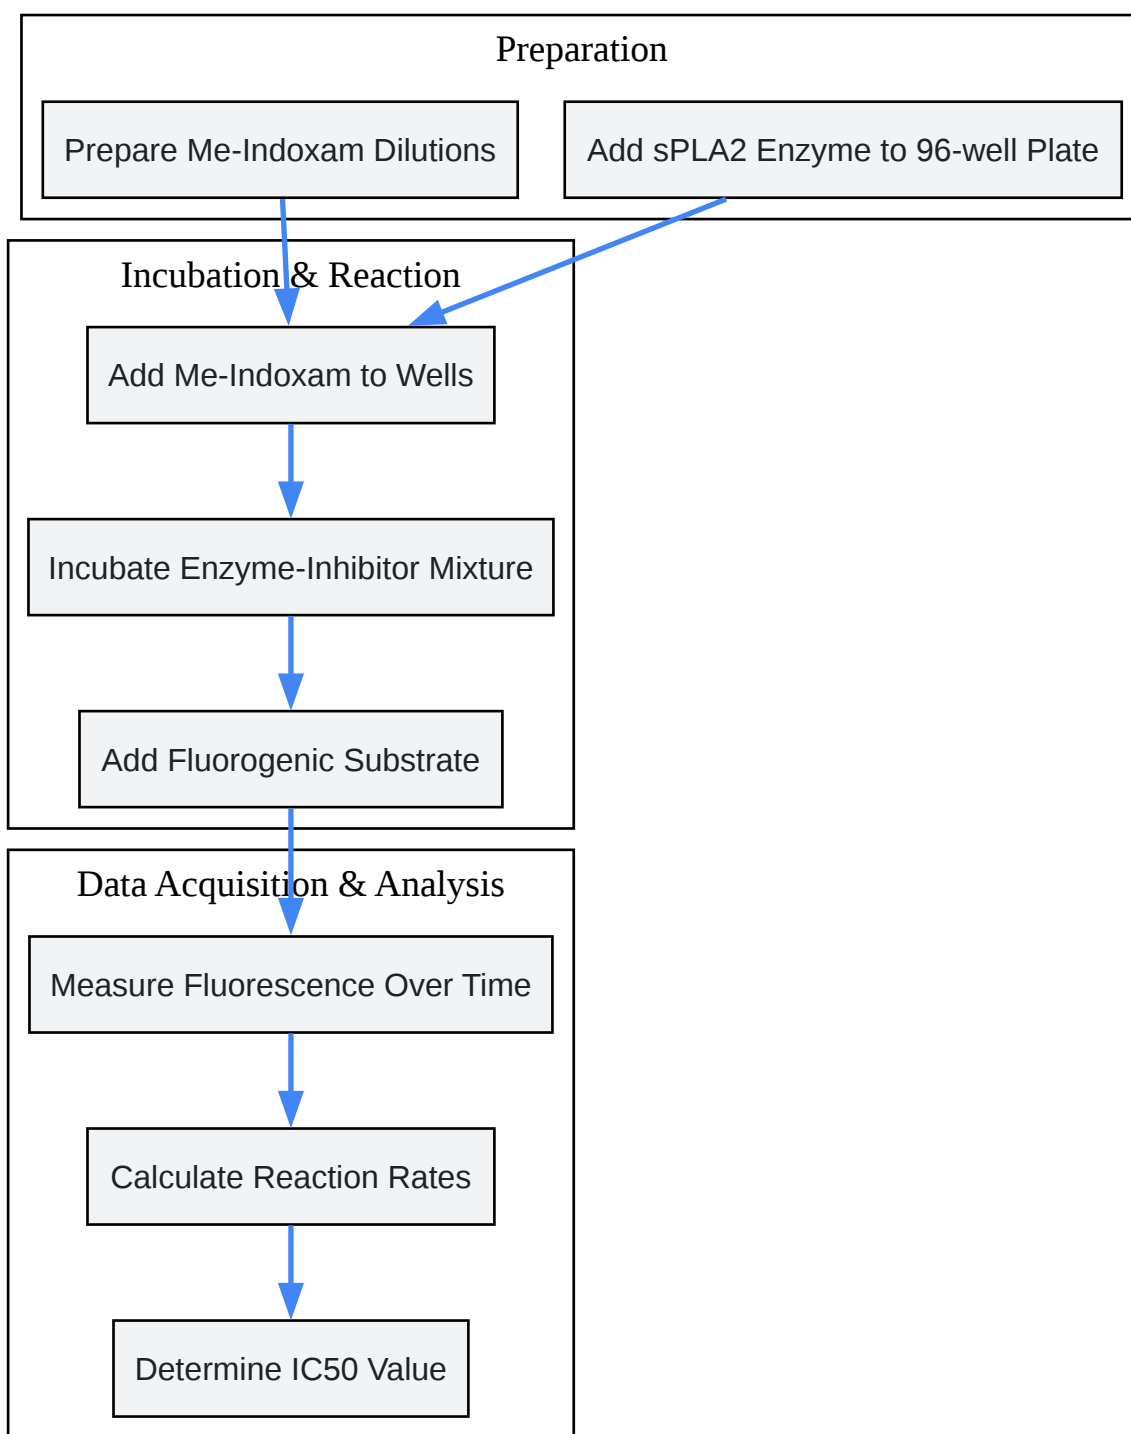 Preparation
Prepare Me-Indoxam Dilutions
Add sPLA2 Enzyme to 96-well Plate
Incubation & Reaction
Add Me-Indoxam to Wells
Incubate Enzyme-Inhibitor Mixture
Add Fluorogenic Substrate
Data Acquisition & Analysis
Measure Fluorescence Over Time
Calculate Reaction Rates
Determine IC50 Value